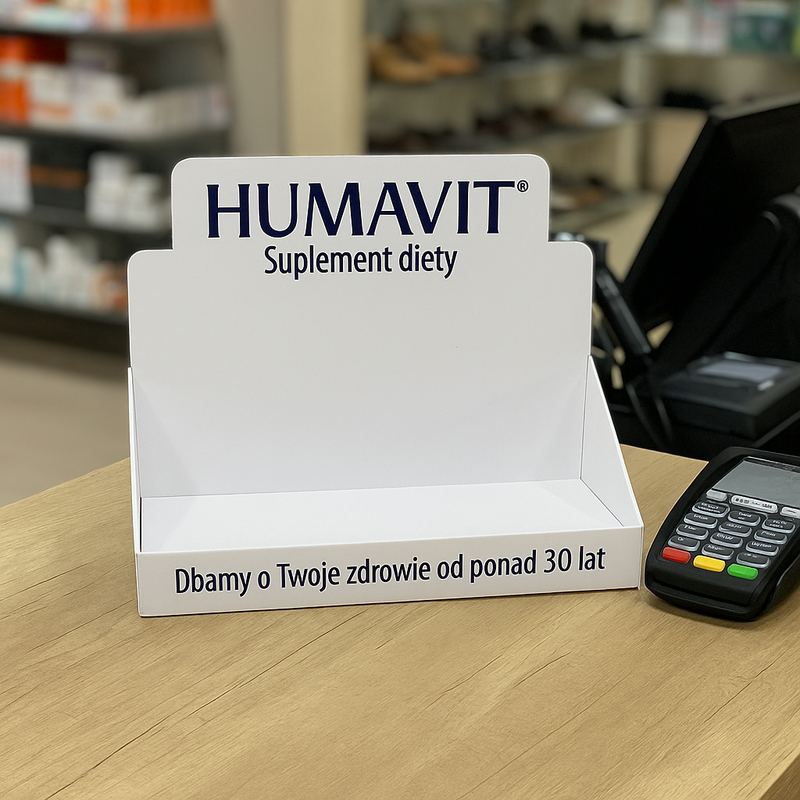 HUMAVIT®
Suplement diety
Dbamy o Twoje zdrowie od ponad 30 lat